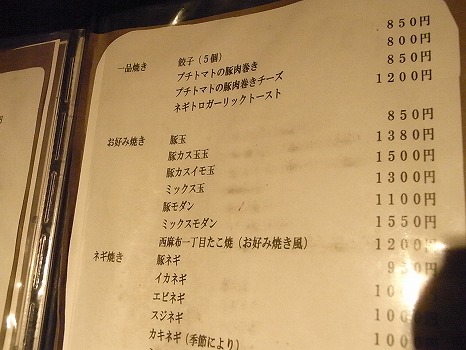 一品焼き 餃子（5個） 850円
プチトマトの豚肉巻き 800円
プチトマトの豚肉巻きチーズ 850円
ネギトロガーリックトースト 1200円
お好み焼き 豚玉 850円
豚カス玉玉 1380円
豚カスイモ玉 1500円
ミックス玉 1300円
豚モダン 1100円
ミックスモダン 1550円
西麻布一丁目たこ焼（お好み焼き風） 1200円
ネギ焼き 豚ネギ
イカネギ
エビネギ
スジネギ
カキネギ（季節により）